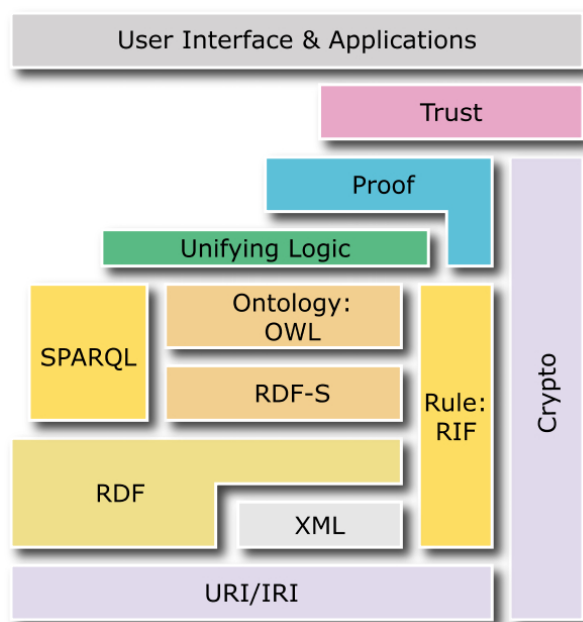 User Interface & Applications
Trust
Proof
Unifying Logic
Ontology:
OWL
SPARQL
RDF-S
Rule:
RIF
Crypto
RDF
XML
URI/IRI